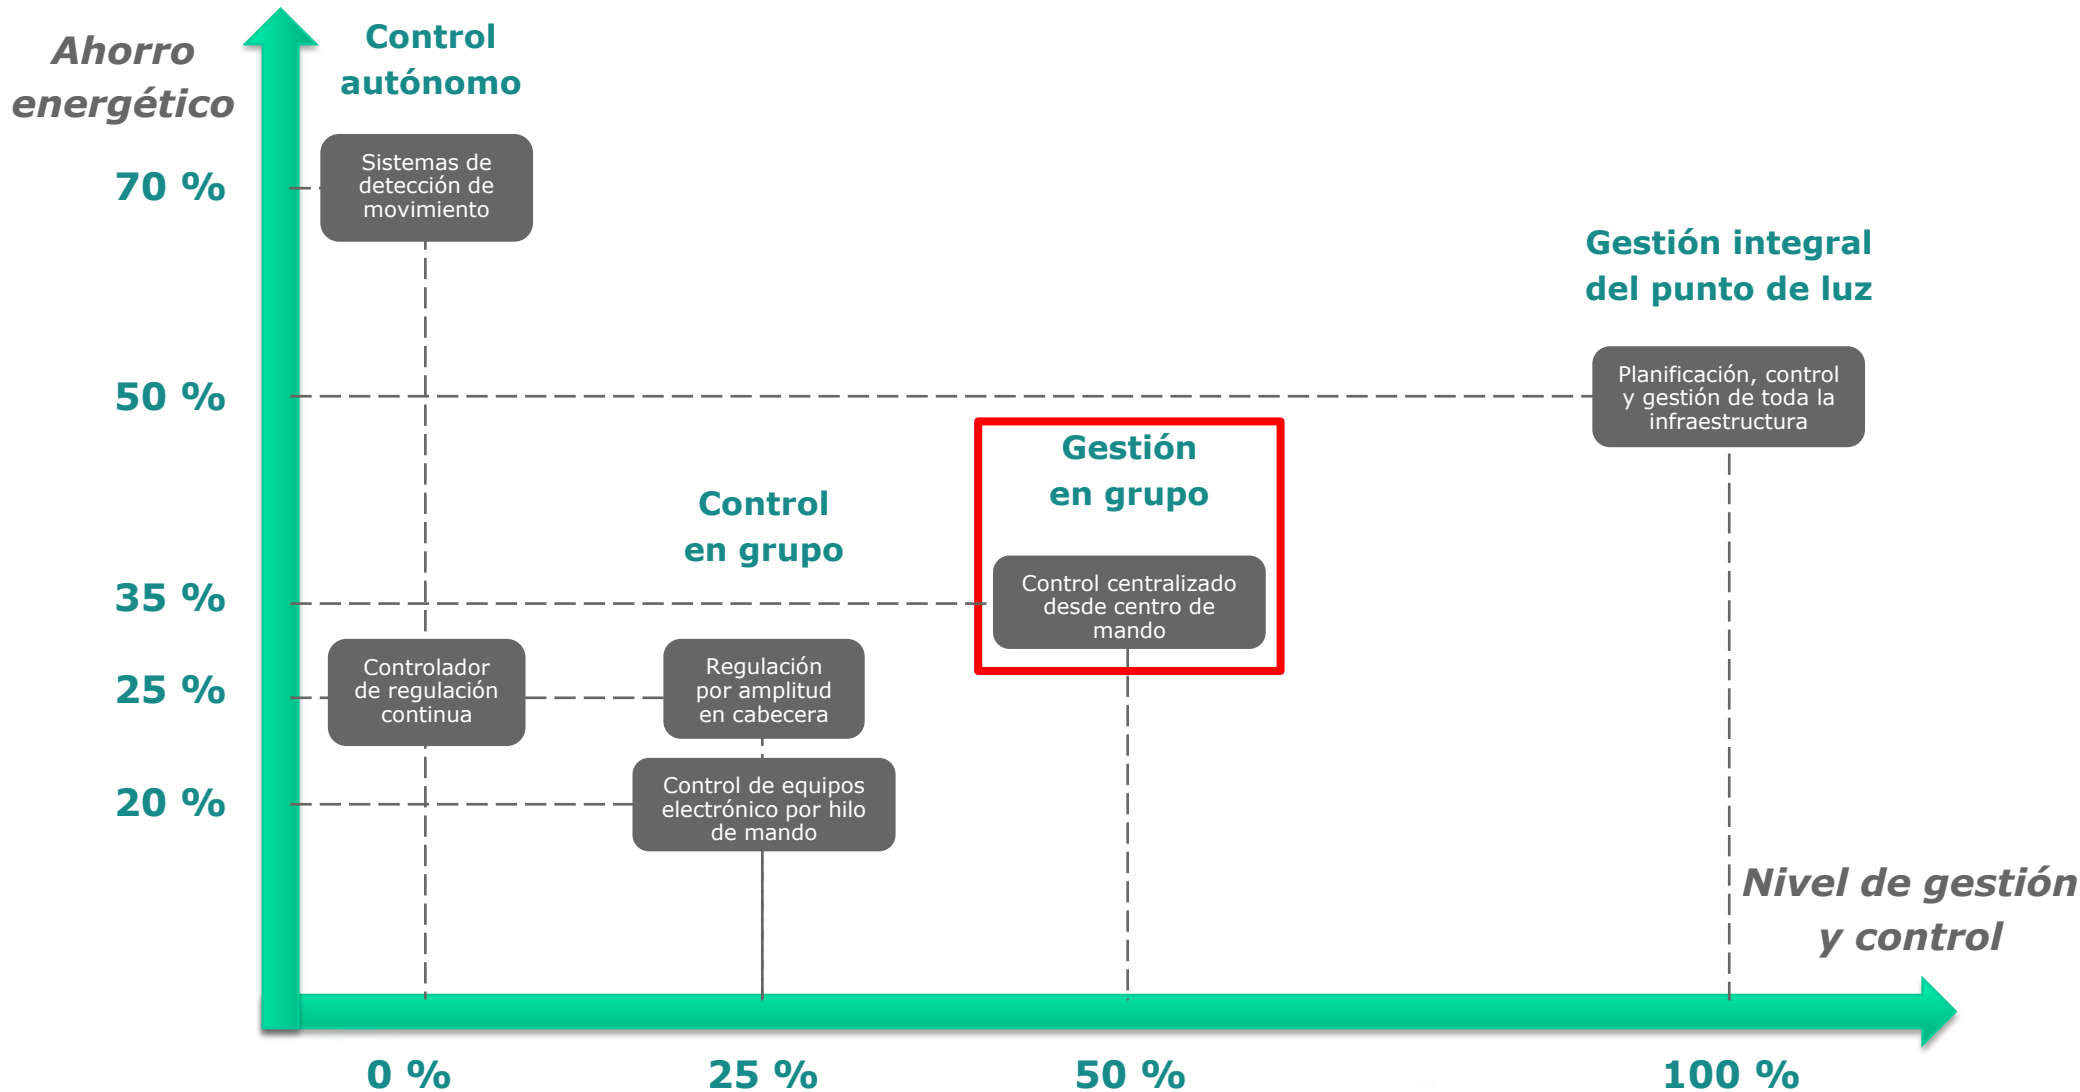 Ahorro
energético
Control
autónomo
70 %
Sistemas de
detección de
movimiento
Gestión integral
del punto de luz
50 %
Planificación, control
y gestión de toda la
infraestructura
Gestión
en grupo
Control
en grupo
35 %
Control centralizado
desde centro de
mando
25 %
Controlador
de regulación
continua
Regulación
por amplitud
en cabecera
20 %
Control de equipos
electrónico por hilo
de mando
Nivel de gestión
y control
0 %
25 %
50 %
100 %